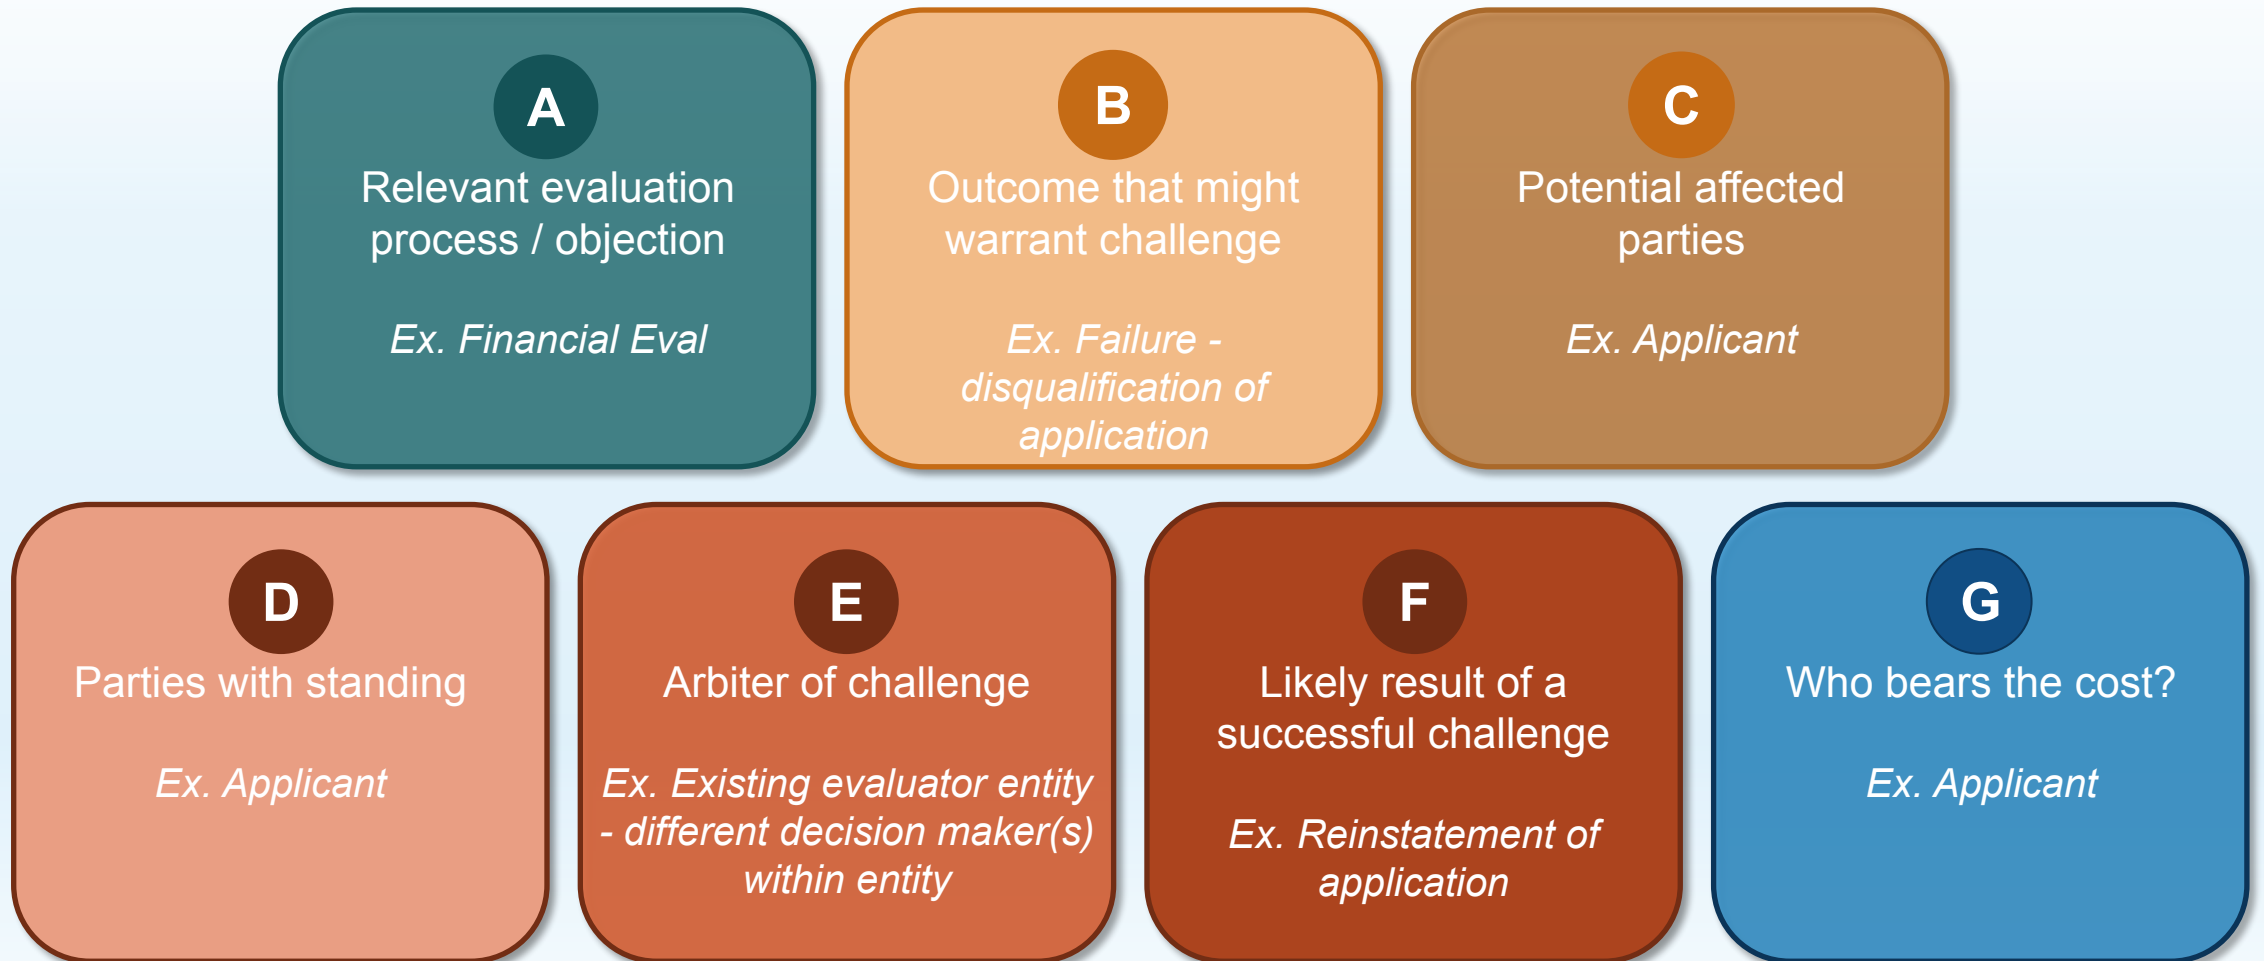 A
Relevant evaluation
process / objection
Ex. Financial Eval
B
Outcome that might
warrant challenge
Ex. Failure -
disqualification of
application
C
Potential affected
parties
Ex. Applicant
D
Parties with standing
Ex. Applicant
E
Arbiter of challenge
Ex. Existing evaluator entity
- different decision maker(s)
within entity
F
Likely result of a
successful challenge
Ex. Reinstatement of
application
G
Who bears the cost?
Ex. Applicant